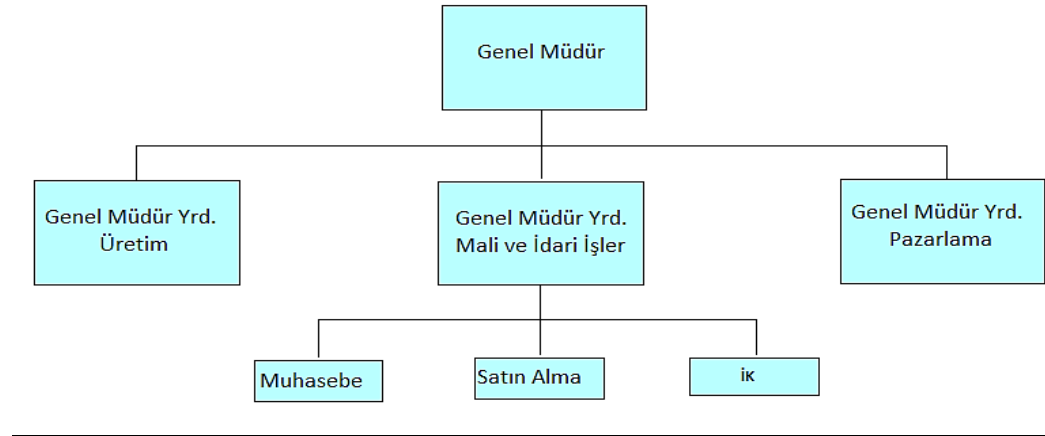 Genel Müdür
Genel Müdür Yrd.
Üretim
Genel Müdür Yrd.
Mali ve İdari İşler
Genel Müdür Yrd.
Pazarlama
Muhasebe
Satın Alma
İK